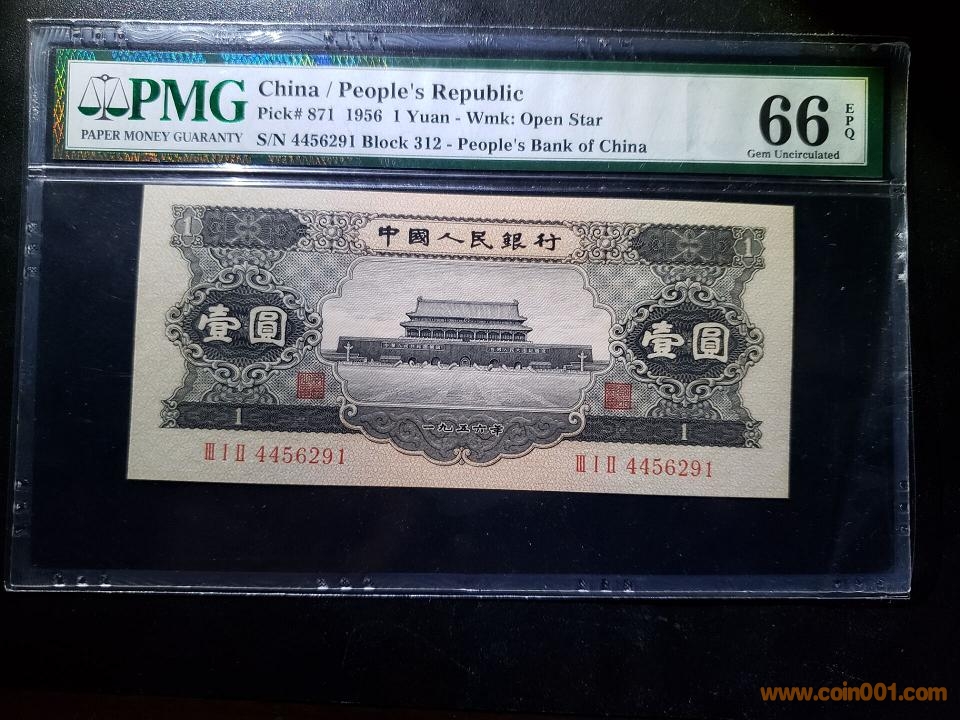 PMG
PAPER MONEY GUARANTY
China / People's Republic
Pick# 871 1956 1 Yuan - Wmk: Open Star
S/N 4456291 Block 312 - People's Bank of China
66
EPQ
Gem Uncirculated
1
中國人民銀行
1
壹圓
壹圓
1
一九五六年
1
III I II 4456291
III I II 4456291
www.coin001.com